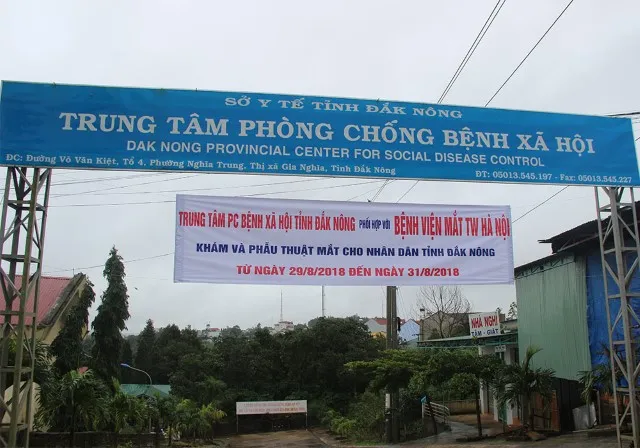 SỞ Y TẾ TỈNH ĐẮK NÔNG
TRUNG TÂM PHÒNG CHỐNG BỆNH XÃ HỘI
DAK NONG PROVINCIAL CENTER FOR SOCIAL DISEASE CONTROL
ĐC: Đường Võ Văn Kiệt, Tổ 4, Phường Nghĩa Trung, Thị xã Gia Nghĩa, Tỉnh Đắk Nông
ĐT: 05013.545.197 - Fax: 05013.545.227
TRUNG TÂM PC BỆNH XÃ HỘI TỈNH ĐẮK NÔNG PHỐI HỢP VỚI BỆNH VIỆN MẮT TW HÀ NỘI
KHÁM VÀ PHẪU THUẬT MẮT CHO NHÂN DÂN TỈNH ĐẮK NÔNG
TỪ NGÀY 29/8/2018 ĐẾN NGÀY 31/8/2018
NHÀ NGHỈ
TẮM - GIẶT